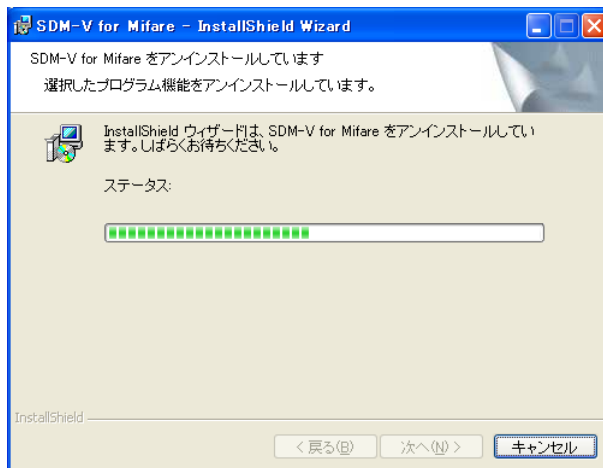 SDM-V for Mifare - InstallShield Wizard
SDM-V for Mifare をアンインストールしています
選択したプログラム機能をアンインストールしています。
InstallShield ウィザードは、SDM-V for Mifare をアンインストールしてい
ます。しばらくお待ちください。
ステータス:
InstallShield
< 戻る(B) 次へ(N) > キャンセル